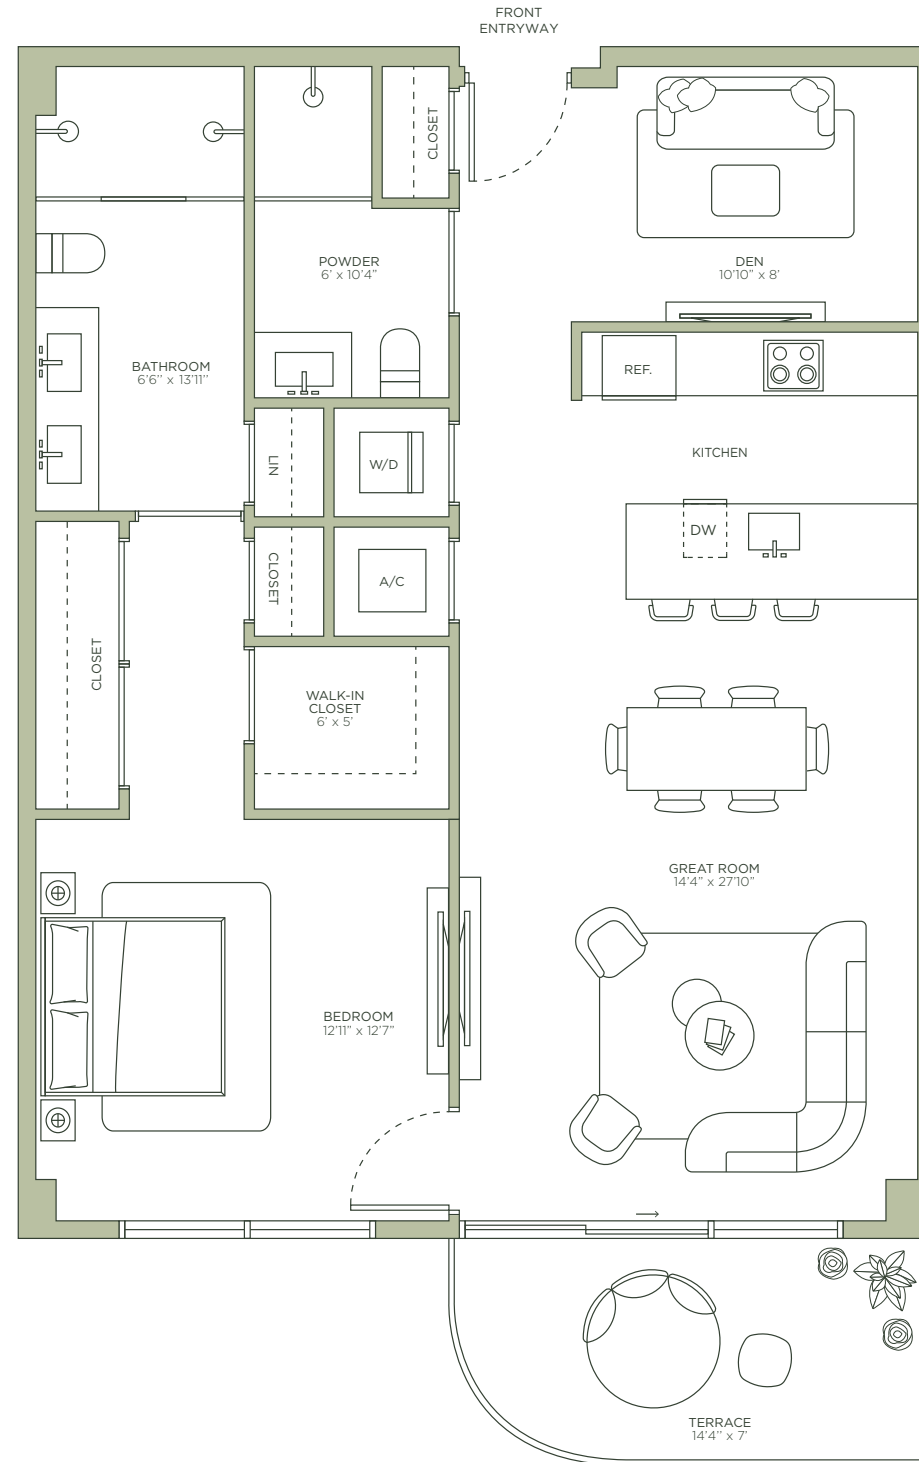 FRONT
ENTRYWAY
CLOSET
POWDER
6' x 10'4"
DEN
10'10" x 8'
BATHROOM
6'6" x 13'11"
REF.
KITCHEN
LIN
W/D
DW
CLOSET
A/C
CLOSET
WALK-IN
CLOSET
6' x 5'
GREAT ROOM
14'4" x 27'10"
BEDROOM
12'11" x 12'7"
TERRACE
14'4" x 7'